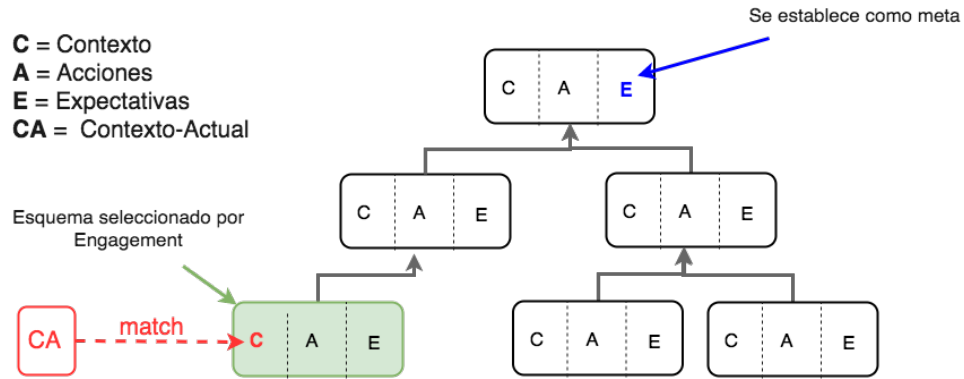 Se establece como meta
C = Contexto
A = Acciones
E = Expectativas
CA = Contexto-Actual
C A E
C A E
C A E
Esquema seleccionado por
Engagement
CA
match
C A E
C A E
C A E